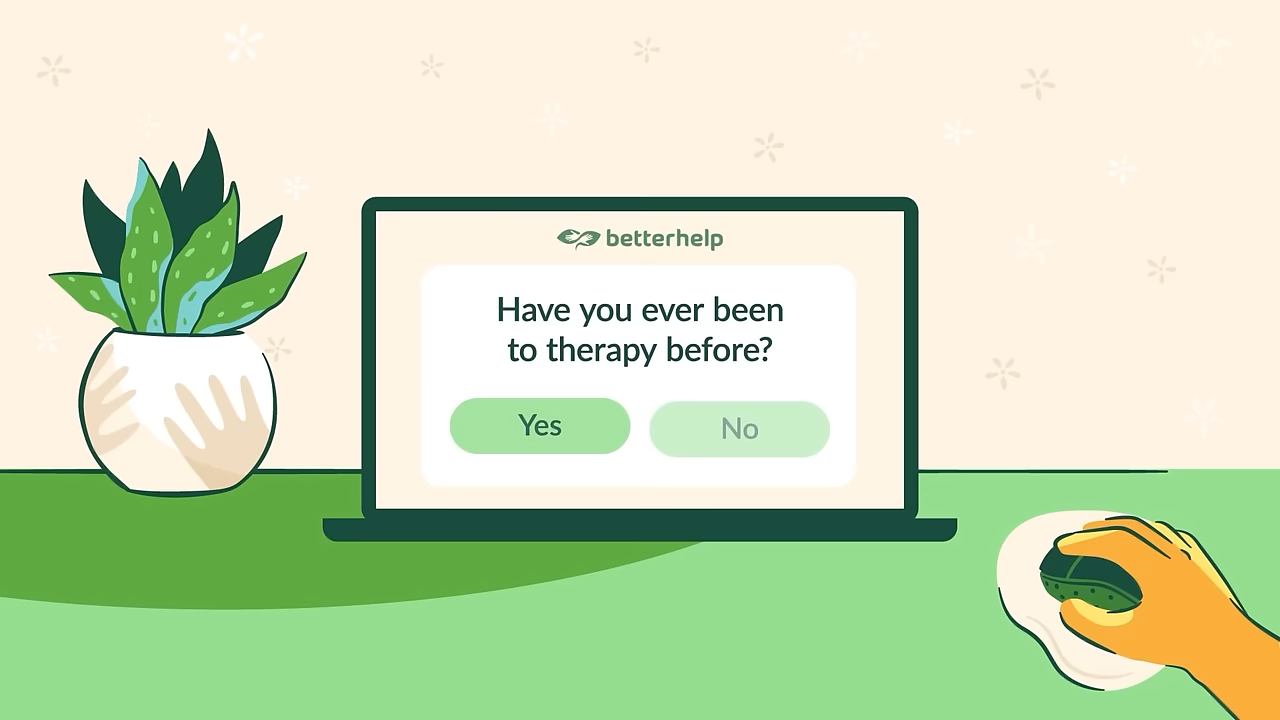 betterhelp
Have you ever been
to therapy before?
Yes
No